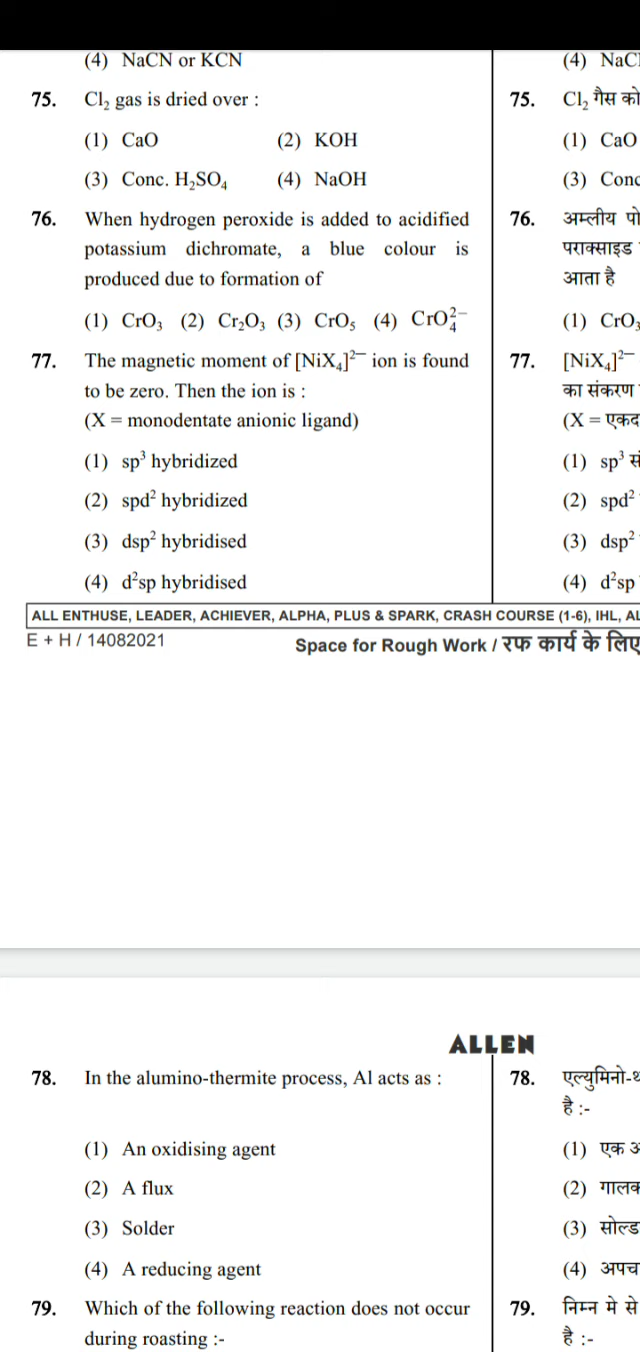 (4) NaCN or KCN
75. Cl₂ gas is dried over :
(1) CaO (2) KOH
(3) Conc. H₂SO₄ (4) NaOH
76. When hydrogen peroxide is added to acidified
potassium dichromate, a blue colour is
produced due to formation of
(1) CrO₃ (2) Cr₂O₃ (3) CrO₅ (4) CrO₄²⁻
77. The magnetic moment of [NiX₄]²⁻ ion is found
to be zero. Then the ion is :
(X = monodentate anionic ligand)
(1) sp³ hybridized
(2) spd² hybridized
(3) dsp² hybridised
(4) d²sp hybridised
(4) NaC
75. Cl₂ गैस को
(1) CaO
(3) Conc
76. अम्लीय पो
पराक्साइड
आता है
(1) CrO₃
77. [NiX₄]²⁻
का संकरण
(X = एकद
(1) sp³ सं
(2) spd²
(3) dsp²
(4) d²sp
ALL ENTHUSE, LEADER, ACHIEVER, ALPHA, PLUS & SPARK, CRASH COURSE (1-6), IHL, AL
E + H / 14082021
Space for Rough Work / रफ कार्य के लिए
ALLEN
78. In the alumino-thermite process, Al acts as :
(1) An oxidising agent
(2) A flux
(3) Solder
(4) A reducing agent
79. Which of the following reaction does not occur
during roasting :-
78. एल्युमिनो-
है :-
(1) एक
(2) गालक
(3) सोल्ड
(4) अपच
79. निम्न मे से
है :-